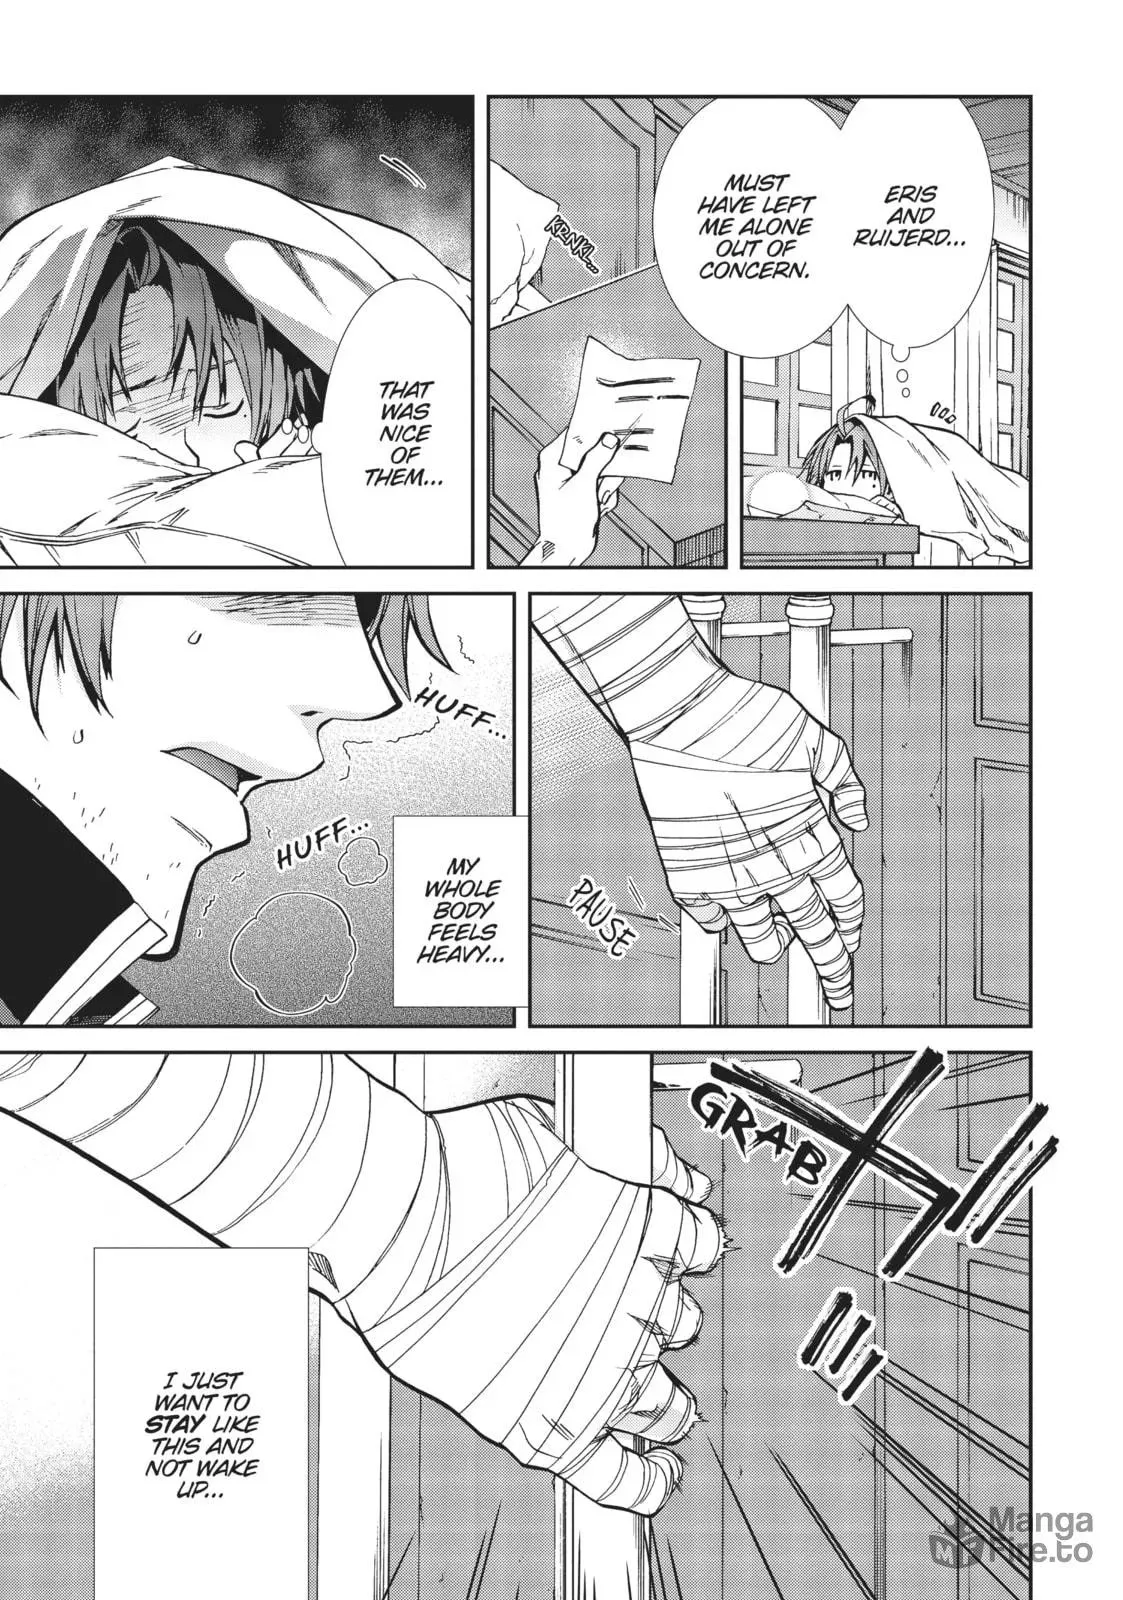 ERIS
AND
RUIJERD...
MUST
HAVE LEFT
ME ALONE
OUT OF
CONCERN.
KRNKL...
THAT
WAS
NICE
OF
THEM...
PAUSE
HUFF...
HUFF...
MY
WHOLE
BODY
FEELS
HEAVY...
GRAB
ガッ
I JUST
WANT TO
STAY LIKE
THIS AND
NOT WAKE
UP...
Manga
Fire.to